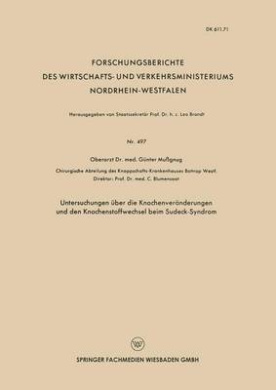 DK 611.71
FORSCHUNGSBERICHTE
DES WIRTSCHAFTS- UND VERKEHRSMINISTERIUMS
NORDRHEIN-WESTFALEN
Herausgegeben von Staatssekretär Prof. Dr. h. c. Leo Brandt
Nr. 497
Oberarzt Dr. med. Günter Mußgnug
Chirurgische Abteilung des Knappschafts-Krankenhauses Bottrop Westf.
Direktor: Prof. Dr. med. C. Blumensaat
Untersuchungen über die Knochenveränderungen
und den Knochenstoffwechsel beim Sudeck-Syndrom
SPRINGER FACHMEDIEN WIESBADEN GMBH